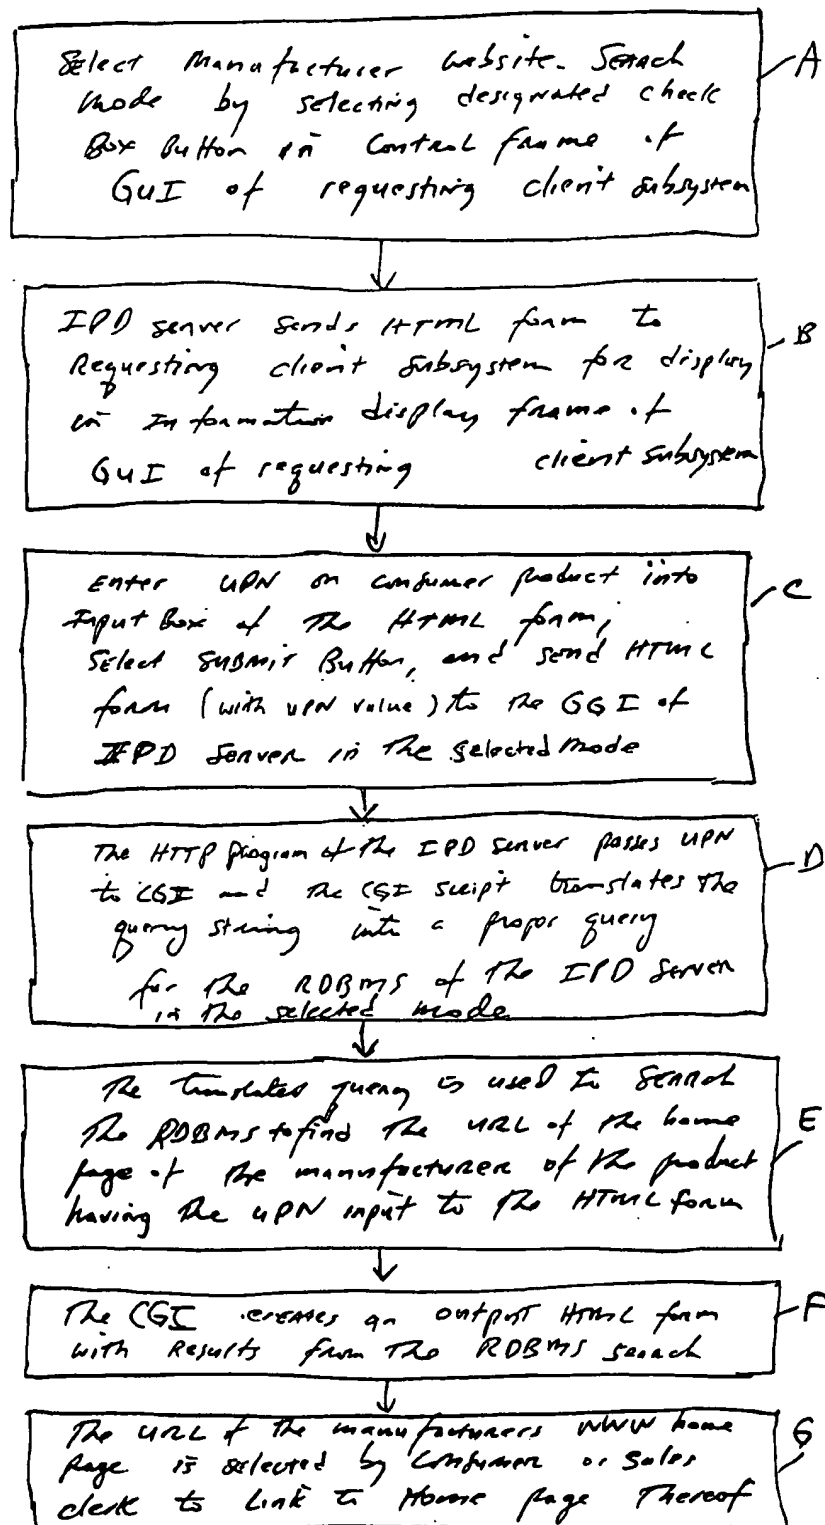 Select Manufacturer Website Search
Mode by selecting designated check
Box Button in Control frame of
GUI of requesting client subsystem
A
IPD server sends HTML form to
Requesting client subsystem for display
in Information display frame of
GUI of requesting client subsystem
B
Enter UPN on consumer product into
Input Box of the HTML form,
Select Submit Button, and send HTML
form (with UPN value) to the GGI of
IPD Server in the selected mode
C
The HTTP program of the IPD server passes UPN
to CGI and the CGI script translates the
query string into a proper query
for the RDBMS of the IPD server
in the selected mode
D
The translates query is used to search
the RDBMS to find the URL of the home
page of the manufacturer of the product
having the UPN input to the HTML form
E
The CGI creates an output HTML form
with Results from the RDBMS search
F
The URL of the manufacturers WWW home
page is selected by Consumer or Sales
clerk to Link to Home page Thereof
G